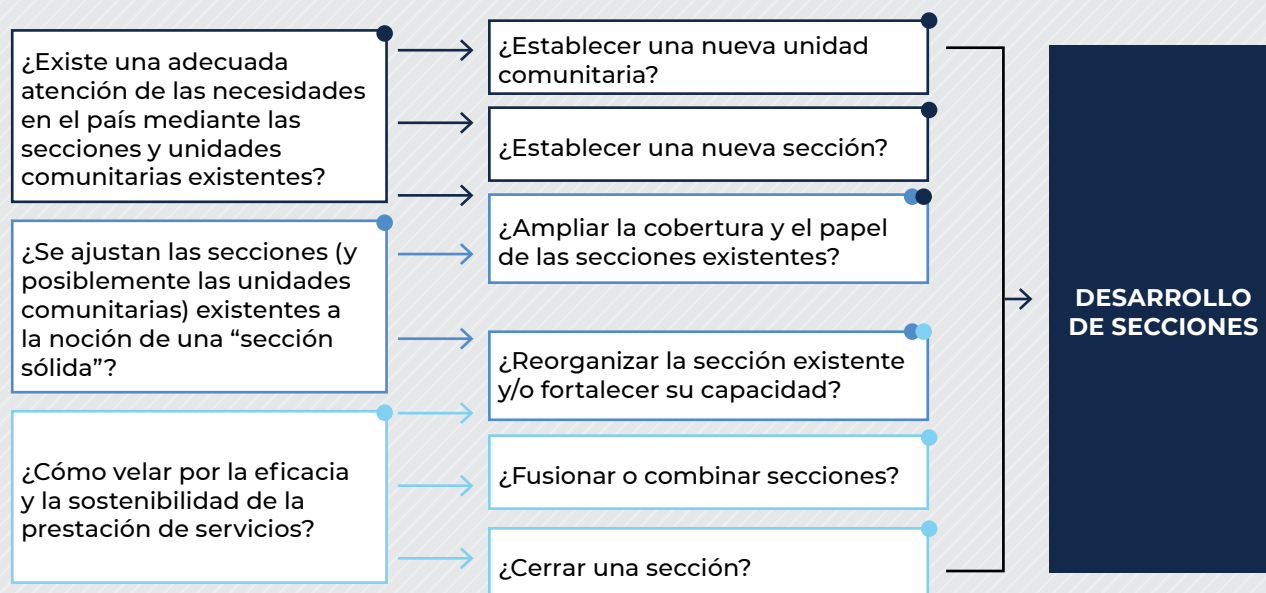 ¿Existe una adecuada
atención de las necesidades
en el país mediante las
secciones y unidades
comunitarias existentes?
¿Se ajustan las secciones (y
posiblemente las unidades
comunitarias) existentes a
la noción de una “sección
sólida”?
¿Cómo velar por la eficacia
y la sostenibilidad de la
prestación de servicios?
¿Establecer una nueva unidad
comunitaria?
¿Establecer una nueva sección?
¿Ampliar la cobertura y el papel
de las secciones existentes?
¿Reorganizar la sección existente
y/o fortalecer su capacidad?
¿Fusionar o combinar secciones?
¿Cerrar una sección?
DESARROLLO
DE SECCIONES